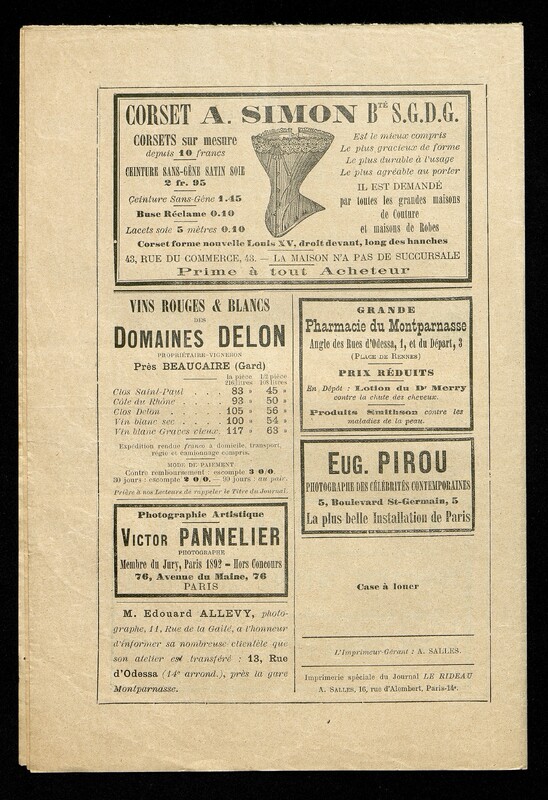 CORSET A. SIMON BTÉ S.G.D.G.
CORSETS sur mesure
depuis 10 francs
CEINTURE SANS-GÊNE SATIN SOIE
2 fr. 95
Ceinture Sans-Gêne 1.45
Buse Réclame 0.10
Lacets soie 5 mètres 0.10
Est le mieux compris
Le plus gracieux de forme
Le plus durable à l'usage
Le plus agréable au porter
IL EST DEMANDÉ
par toutes les grandes maisons
de Couture
et maisons de Robes
Corset forme nouvelle Louis XV, droit devant, long des hanches
43, RUE DU COMMERCE, 43. — LA MAISON N'A PAS DE SUCCURSALE
Prime à tout Acheteur
VINS ROUGES & BLANCS
DES
DOMAINES DELON
PROPRIÉTAIRE-VIGNERON
Près BEAUCAIRE (Gard)
la pièce 1/2 pièce
216 litres 108 litres
Clos Saint-Paul . . . . 83 » 45 »
Côte du Rhône . . . . 93 » 50 »
Clos Delon . . . . . 105 » 56 »
Vin blanc sec . . . . 100 » 54 »
Vin blanc Graves vieux. 117 » 63 »
Expédition rendue franco à domicile, transport,
régie et camionnage compris.
MODE DE PAIEMENT
Contre remboursement : escompte 3 0/0.
30 jours : escompte 2 0/0. — 90 jours : au pair.
Prière à nos Lecteurs de rappeler le Titre du Journal.
Photographie Artistique
VICTOR PANNELIER
PHOTOGRAPHE
Membre du Jury, Paris 1892 - Hors Concours
76, Avenue du Maine, 76
PARIS
M. Edouard ALLEVY, photo-
graphe, 11, Rue de la Gaîté, a l'honneur
d'informer sa nombreuse clientèle que
son atelier est transféré : 13, Rue
d'Odessa (14e arrond.), près la gare
Montparnasse.
GRANDE
Pharmacie du Montparnasse
Angle des Rues d'Odessa, 1, et du Départ, 3
(PLACE DE RENNES)
PRIX RÉDUITS
En Dépôt : Lotion du Dr Merry
contre la chute des cheveux.
Produits Smithson contre les
maladies de la peau.
EUG. PIROU
PHOTOGRAPHE DES CÉLÉBRITÉS CONTEMPORAINES
5, Boulevard St-Germain, 5
La plus belle Installation de Paris
Case à louer
L'Imprimeur-Gérant : A. SALLES.
Imprimerie spéciale du Journal LE RIDEAU
A. SALLES, 16, rue d'Alembert, Paris-14e.